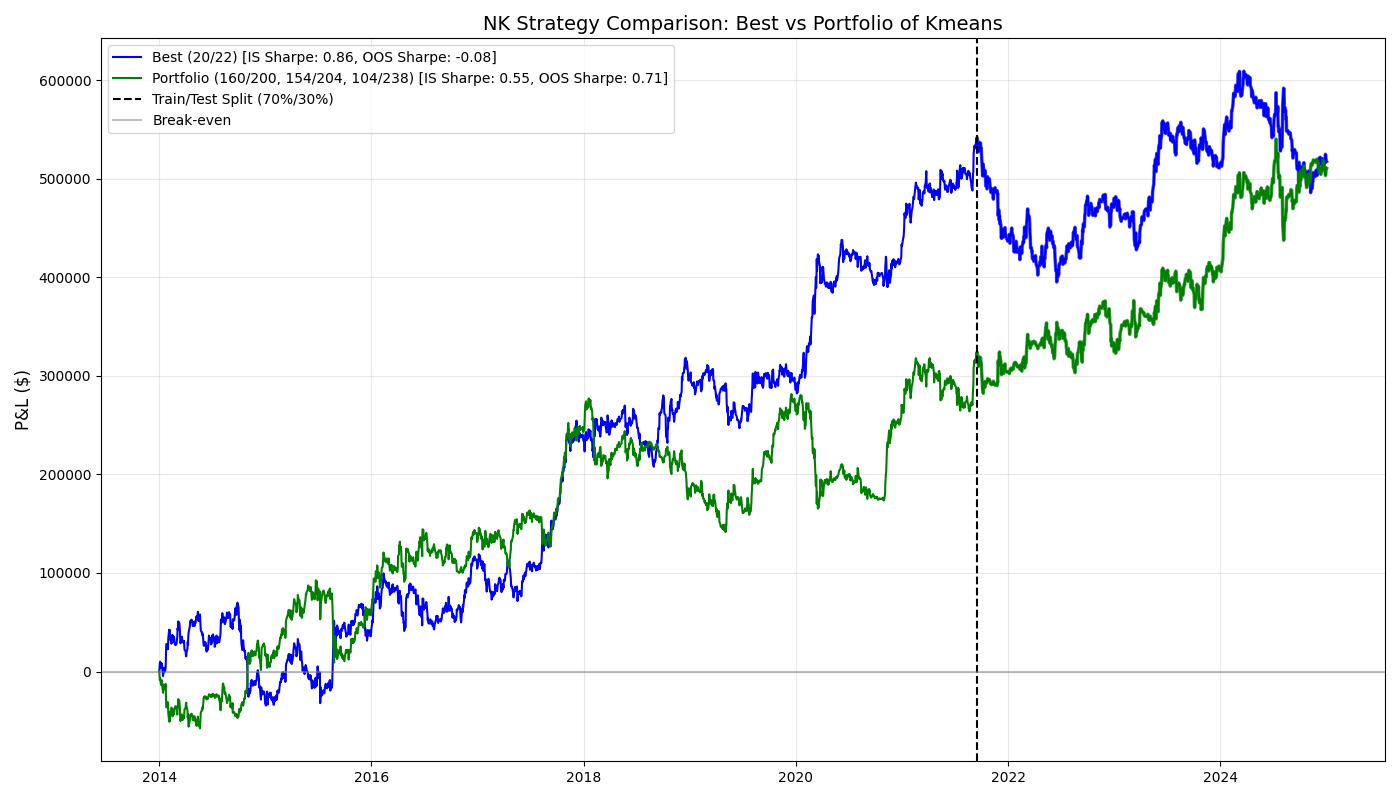 NK Strategy Comparison: Best vs Portfolio of Kmeans
Best (20/22) [IS Sharpe: 0.86, OOS Sharpe: -0.08]
Portfolio (160/200, 154/204, 104/238) [IS Sharpe: 0.55, OOS Sharpe: 0.71]
Train/Test Split (70%/30%)
Break-even
P&L ($)
600000
500000
400000
300000
200000
100000
0
2014 2016 2018 2020 2022 2024